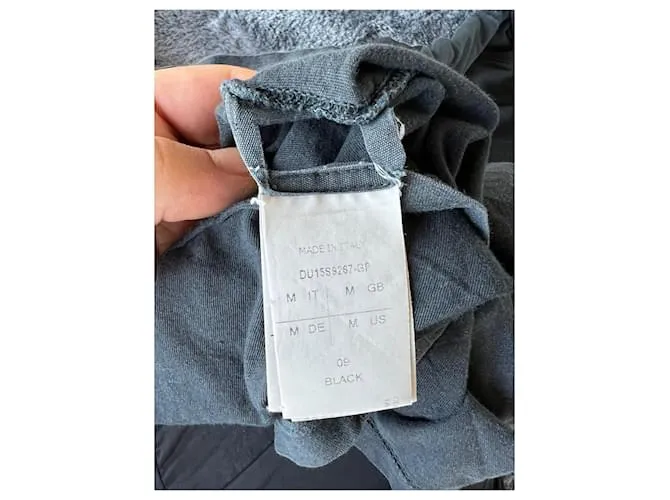 MADE IN ITALY
DU15S9267-GP
M IT M GB
M DE M US
09
BLACK